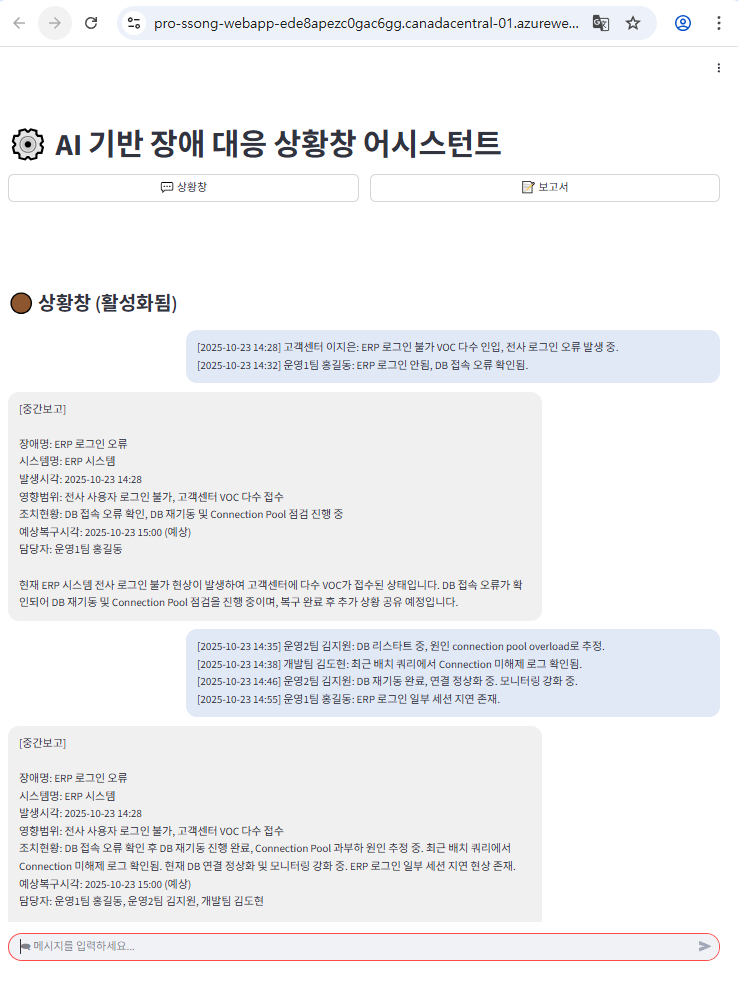 pro-ssong-webapp-ede8apezc0gac6gg.canadacentral-01.azurewe...
AI 기반 장애 대응 상황창 어시스턴트
상황창
보고서
상황창 (활성화됨)
[2025-10-23 14:28] 고객센터 이지은: ERP 로그인 불가 VOC 다수 인입, 전사 로그인 오류 발생 중.
[2025-10-23 14:32] 운영1팀 홍길동: ERP 로그인 안됨, DB 접속 오류 확인됨.
[중간보고]
장애명: ERP 로그인 오류
시스템명: ERP 시스템
발생시각: 2025-10-23 14:28
영향범위: 전사 사용자 로그인 불가, 고객센터 VOC 다수 접수
조치현황: DB 접속 오류 확인, DB 재기동 및 Connection Pool 점검 진행 중
예상복구시각: 2025-10-23 15:00 (예상)
담당자: 운영1팀 홍길동
현재 ERP 시스템 전사 로그인 불가 현상이 발생하여 고객센터에 다수 VOC가 접수된 상태입니다. DB 접속 오류가 확
인되어 DB 재기동 및 Connection Pool 점검을 진행 중이며, 복구 완료 후 추가 상황 공유 예정입니다.
[2025-10-23 14:35] 운영2팀 김지원: DB 리스타트 중, 원인 connection pool overload로 추정.
[2025-10-23 14:38] 개발팀 김도현: 최근 배치 쿼리에서 Connection 미해제 로그 확인됨.
[2025-10-23 14:46] 운영2팀 김지원: DB 재기동 완료, 연결 정상화 중. 모니터링 강화 중.
[2025-10-23 14:55] 운영1팀 홍길동: ERP 로그인 일부 세션 지연 존재.
[중간보고]
장애명: ERP 로그인 오류
시스템명: ERP 시스템
발생시각: 2025-10-23 14:28
영향범위: 전사 사용자 로그인 불가, 고객센터 VOC 다수 접수
조치현황: DB 접속 오류 확인 후 DB 재기동 진행 완료, Connection Pool 과부하 원인 추정 중. 최근 배치 쿼리에서
Connection 미해제 로그 확인됨. 현재 DB 연결 정상화 및 모니터링 강화 중. ERP 로그인 일부 세션 지연 현상 존재.
예상복구시각: 2025-10-23 15:00 (예상)
담당자: 운영1팀 홍길동, 운영2팀 김지원, 개발팀 김도현
메시지를 입력하세요...